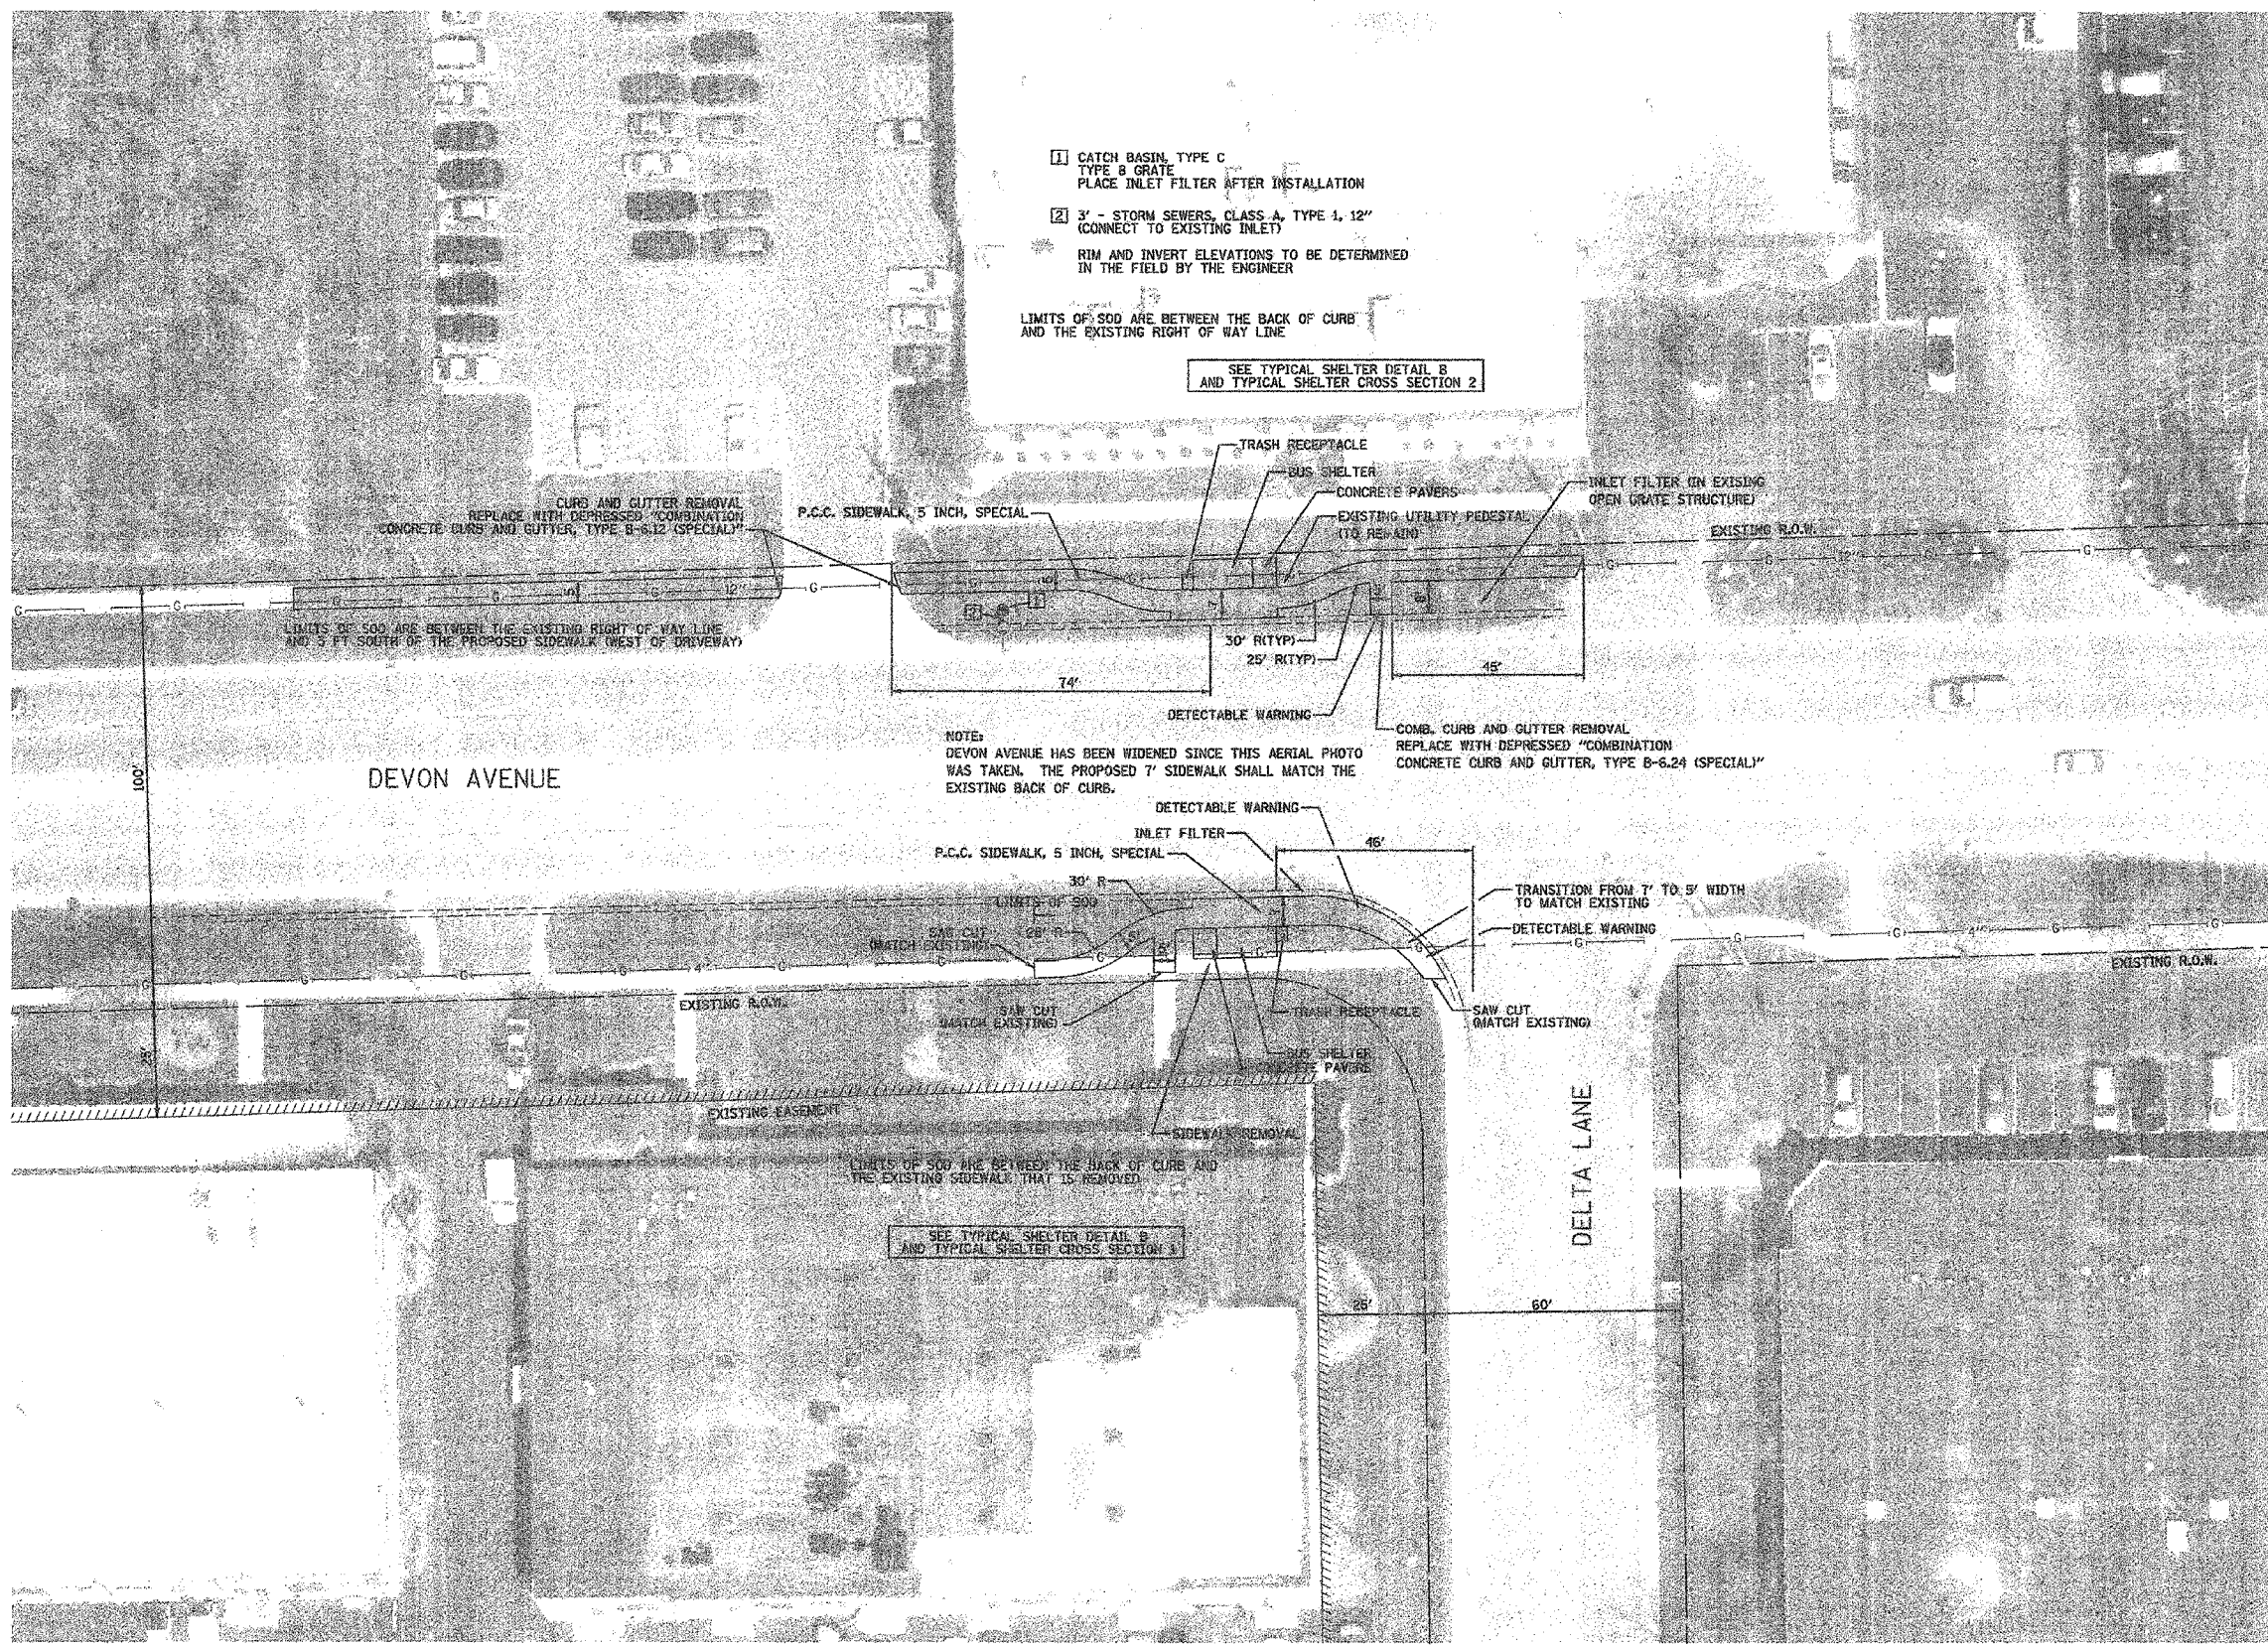 1 CATCH BASIN, TYPE C
TYPE 8 GRATE
PLACE INLET FILTER AFTER INSTALLATION
2 3' - STORM SEWERS, CLASS A, TYPE 1, 12"
(CONNECT TO EXISTING INLET)
RIM AND INVERT ELEVATIONS TO BE DETERMINED
IN THE FIELD BY THE ENGINEER
LIMITS OF SOD ARE BETWEEN THE BACK OF CURB
AND THE EXISTING RIGHT OF WAY LINE
SEE TYPICAL SHELTER DETAIL B
AND TYPICAL SHELTER CROSS SECTION 2
TRASH RECEPTACLE
BUS SHELTER
CONCRETE PAVERS
EXISTING UTILITY PEDESTAL
(TO REMAIN)
INLET FILTER (IN EXISING
OPEN GRATE STRUCTURE)
EXISTING R.O.W.
CURB AND GUTTER REMOVAL
REPLACE WITH DEPRESSED "COMBINATION
CONCRETE CURB AND GUTTER, TYPE B-6.12 (SPECIAL)"
P.C.C. SIDEWALK, 5 INCH, SPECIAL
G G G G 12" G
G 12" G G
5'
2 1
7'
LIMITS OF SOD ARE BETWEEN THE EXISTING RIGHT OF WAY LINE
AND 3 FT SOUTH OF THE PROPOSED SIDEWALK (WEST OF DRIVEWAY)
30' R(TYP)
25' R(TYP)
74'
45'
DETECTABLE WARNING
COMB. CURB AND GUTTER REMOVAL
REPLACE WITH DEPRESSED "COMBINATION
CONCRETE CURB AND GUTTER, TYPE B-6.24 (SPECIAL)"
NOTE:
DEVON AVENUE HAS BEEN WIDENED SINCE THIS AERIAL PHOTO
WAS TAKEN. THE PROPOSED 7' SIDEWALK SHALL MATCH THE
EXISTING BACK OF CURB.
100'
DEVON AVENUE
DETECTABLE WARNING
INLET FILTER
P.C.C. SIDEWALK, 5 INCH, SPECIAL
46'
30' R
LIMITS OF SOD
TRANSITION FROM 7' TO 5' WIDTH
TO MATCH EXISTING
DETECTABLE WARNING
SAW CUT
(MATCH EXISTING)
25' R
5'
5'
G G G 4" G G G G
G G G G 4" G G
EXISTING R.O.W.
EXISTING R.O.W.
SAW CUT
(MATCH EXISTING)
TRASH RECEPTACLE
SAW CUT
(MATCH EXISTING)
25'
BUS SHELTER
CONCRETE PAVERS
EXISTING EASEMENT
SIDEWALK REMOVAL
LIMITS OF SOD ARE BETWEEN THE BACK OF CURB AND
THE EXISTING SIDEWALK THAT IS REMOVED
SEE TYPICAL SHELTER DETAIL B
AND TYPICAL SHELTER CROSS SECTION 1
DELTA LANE
25'
60'